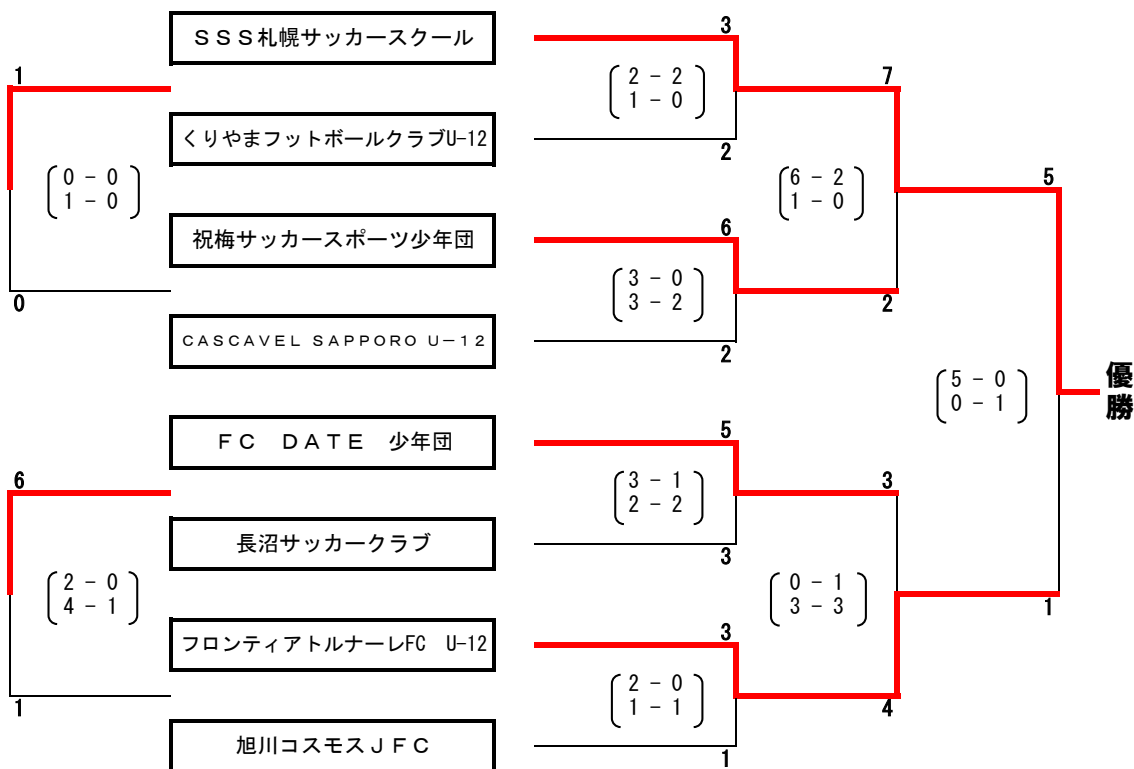 ＳＳＳ札幌サッカースクール
3
1
2 − 2
1 − 0
7
くりやまフットボールクラブU-12
2
0 − 0
1 − 0
6 − 2
1 − 0
5
祝梅サッカースポーツ少年団
6
0
3 − 0
3 − 2
2
ＣＡＳＣＡＶＥＬ　ＳＡＰＰＯＲＯ　Ｕ－１２
2
5 − 0
0 − 1
優勝
ＦＣ　ＤＡＴＥ　少年団
5
6
3 − 1
2 − 2
3
長沼サッカークラブ
3
2 − 0
4 − 1
0 − 1
3 − 3
1
フロンティアトルナーレFC　U-12
3
1
2 − 0
1 − 1
4
旭川コスモスＪＦＣ
1